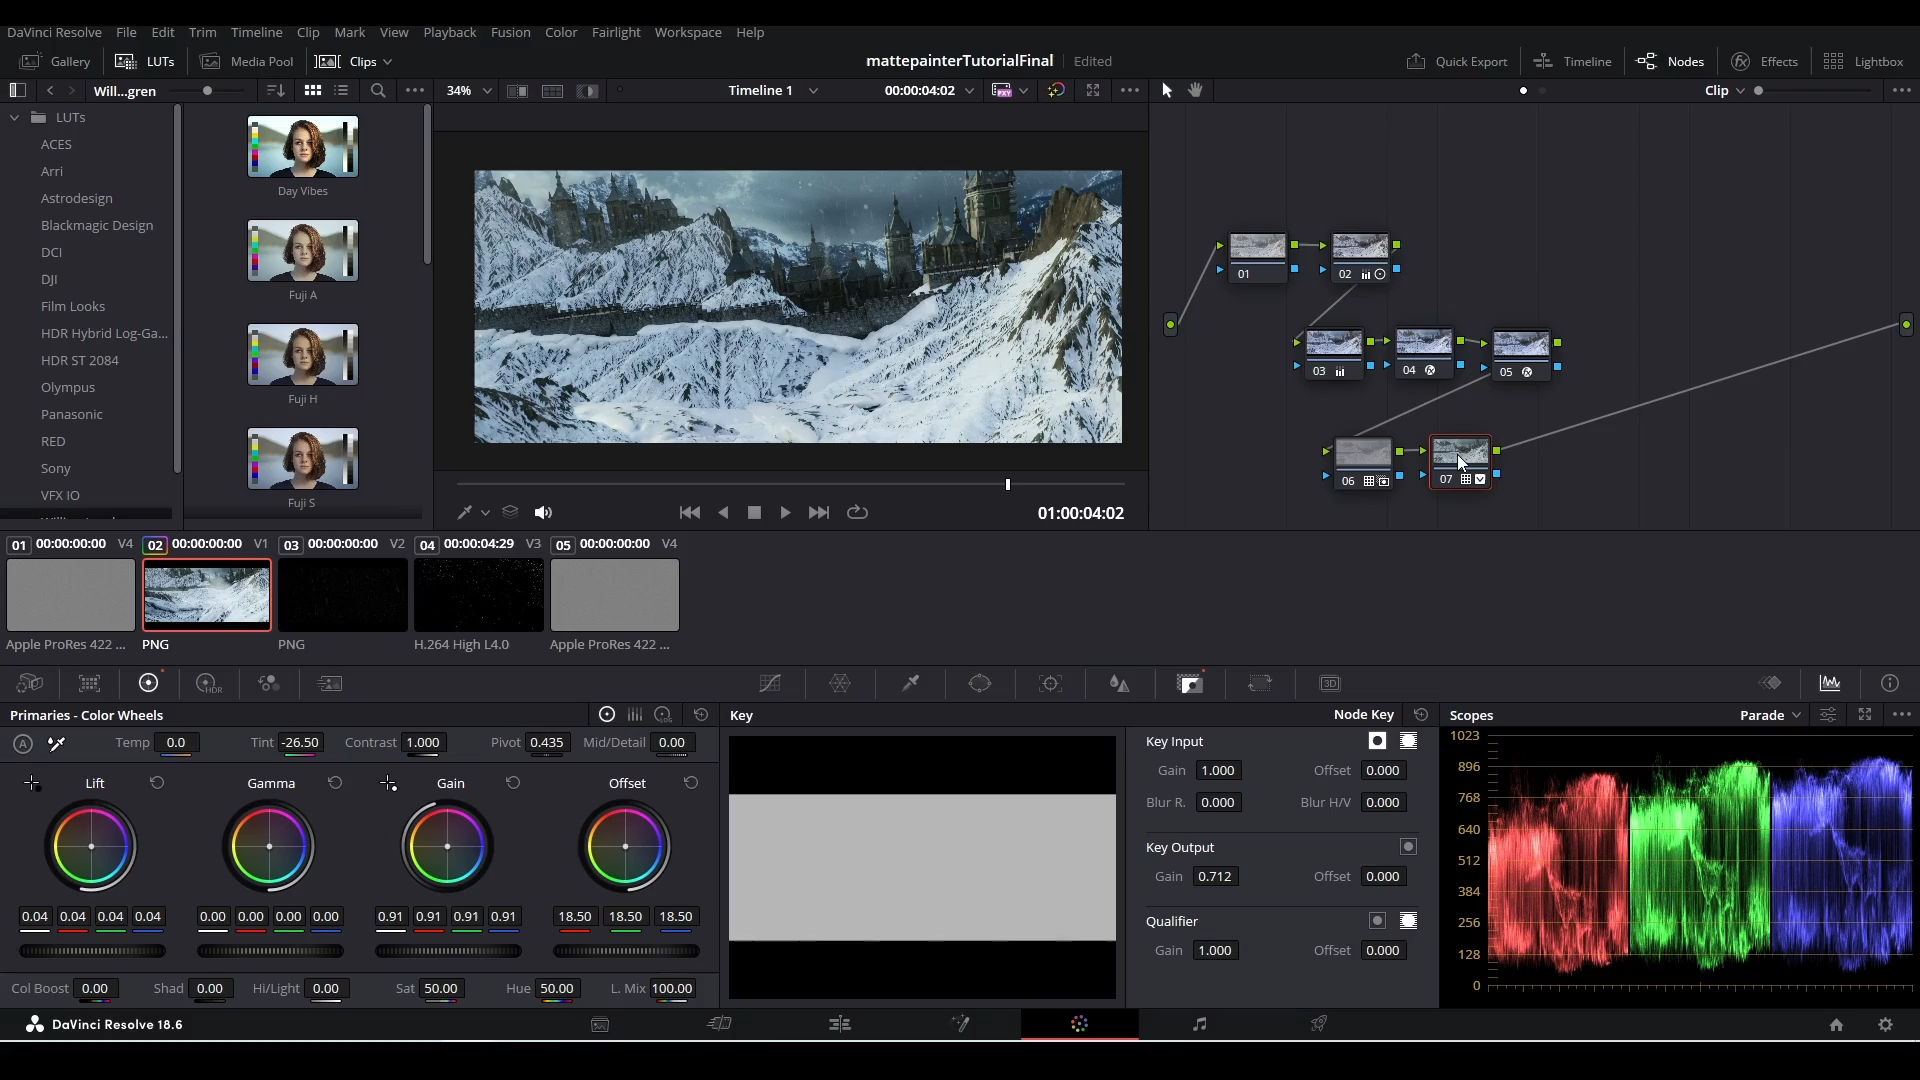 DaVinci Resolve File Edit Trim Timeline Clip Mark View Playback Fusion Color Fairlight Workspace Help
Gallery LUTs Media Pool Clips mattepainterTutorialFinal Edited Quick Export Timeline Nodes Effects Lightbox
Will...gren 34% Timeline 1 00:00:04:02 PXY Clip
LUTs
ACES
Arri
Astrodesign
Blackmagic Design
DCI
DJI
Film Looks
HDR Hybrid Log-Ga...
HDR ST 2084
Olympus
Panasonic
RED
Sony
VFX IO
Day Vibes
Fuji A
Fuji H
Fuji S
01:00:04:02
01 02
03 04 05
06 07
01 00:00:00:00 V4 02 00:00:00:00 V1 03 00:00:00:00 V2 04 00:00:04:29 V3 05 00:00:00:00 V4
Apple ProRes 422 ... PNG PNG H.264 High L4.0 Apple ProRes 422 ...
HDR 3D
Primaries - Color Wheels LOG
A Temp 0.0 Tint -26.50 Contrast 1.000 Pivot 0.435 Mid/Detail 0.00
Lift Gamma Gain Offset
0.04 0.04 0.04 0.04 0.00 0.00 0.00 0.00 0.91 0.91 0.91 0.91 18.50 18.50 18.50
Col Boost 0.00 Shad 0.00 Hi/Light 0.00 Sat 50.00 Hue 50.00 L. Mix 100.00
Key Node Key
Key Input
Gain 1.000 Offset 0.000
Blur R. 0.000 Blur H/V 0.000
Key Output
Gain 0.712 Offset 0.000
Qualifier
Gain 1.000 Offset 0.000
Scopes Parade
1023
896
768
640
512
384
256
128
0
DaVinci Resolve 18.6